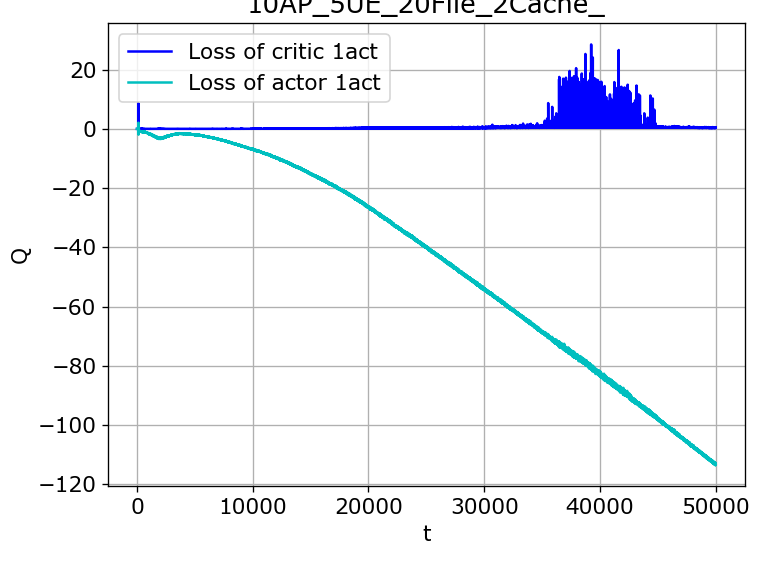 10AP_5UE_20File_2Cache_
Loss of critic 1act
Loss of actor 1act
Q
20
0
−20
−40
−60
−80
−100
−120
0 10000 20000 30000 40000 50000
t